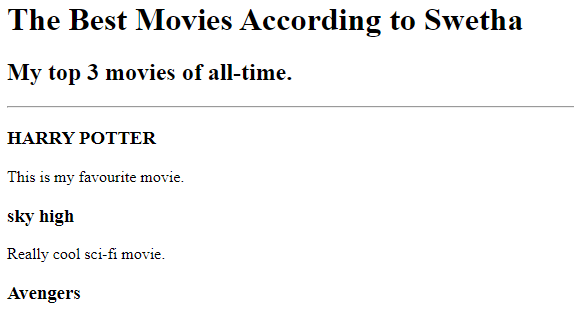 The Best Movies According to Swetha
My top 3 movies of all-time.
HARRY POTTER
This is my favourite movie.
sky high
Really cool sci-fi movie.
Avengers